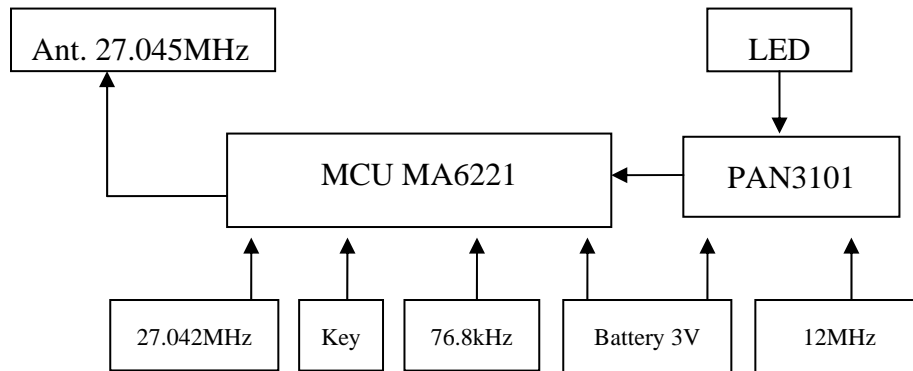 Ant. 27.045MHz
LED
MCU MA6221
PAN3101
27.042MHz
Key
76.8kHz
Battery 3V
12MHz